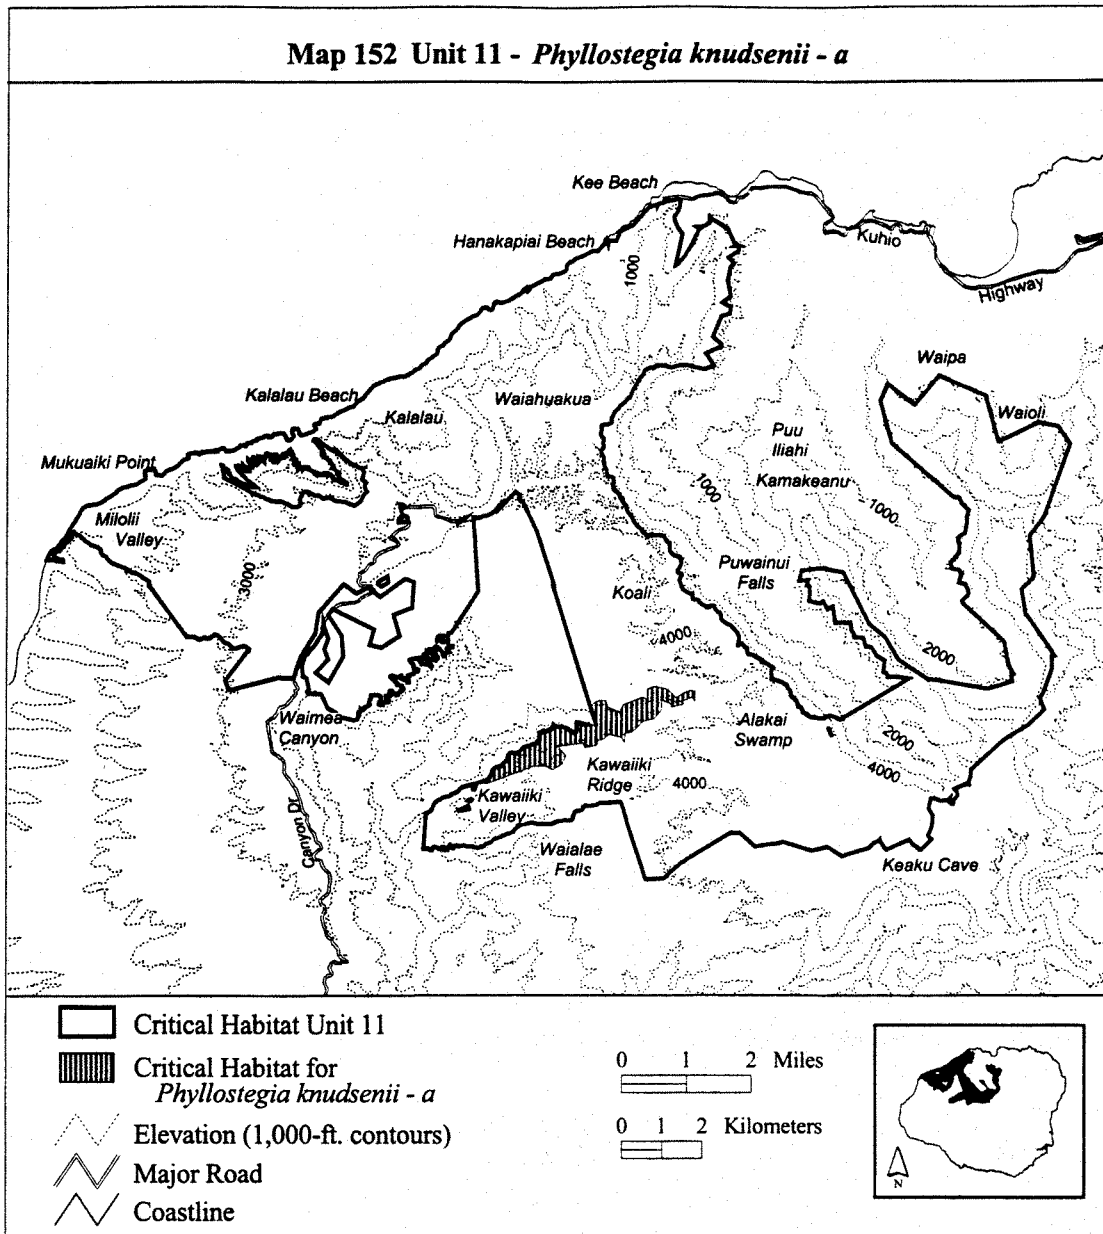 Map 152 Unit 11 - Phyllostegia knudsenii - a
Kee Beach
Hanakapiai Beach
Kuhio
Highway
1000
Waipa
Kalalau Beach
Kalalau
Waiahuakua
Waioli
Puu
Iliahi
Mukuaiki Point
Kamakeanu
1000
1000
Milolii
Valley
3000
Puwainui
Falls
Koali
4000
2000
Waimea
Canyon
Alakai
Swamp
2000
4000
Kawaiiki
Ridge
4000
Kawaiiki
Valley
Canyon Dr
Waialae
Falls
Keaku Cave
Critical Habitat Unit 11
Critical Habitat for
Phyllostegia knudsenii - a
Elevation (1,000-ft. contours)
Major Road
Coastline
0 1 2 Miles
0 1 2 Kilometers
N